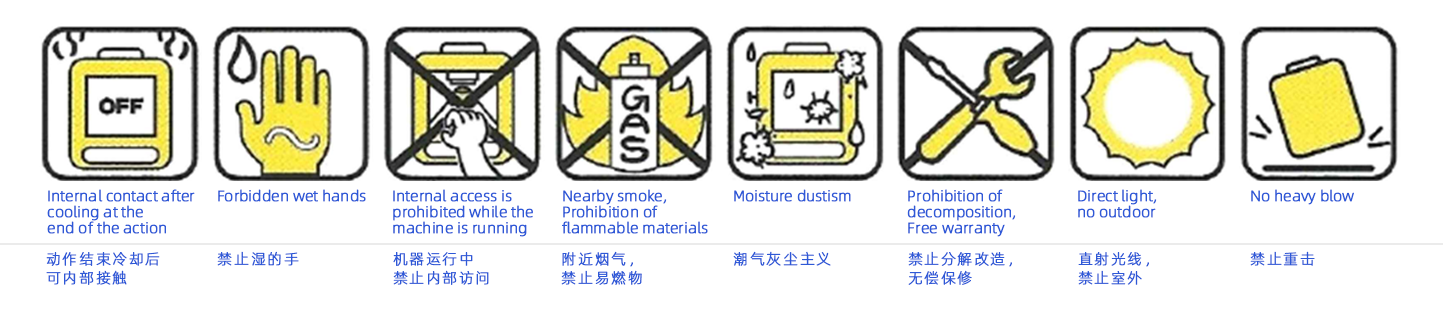 OFF
GAS
Internal contact after
cooling at the
end of the action
Forbidden wet hands
Internal access is
prohibited while the
machine is running
Nearby smoke,
Prohibition of
flammable materials
Moisture dustism
Prohibition of
decomposition,
Free warranty
Direct light,
no outdoor
No heavy blow
动作结束冷却后
可内部接触
禁止湿的手
机器运行中
禁止内部访问
附近烟气,
禁止易燃物
潮气灰尘主义
禁止分解改造,
无偿保修
直射光线,
禁止室外
禁止重击